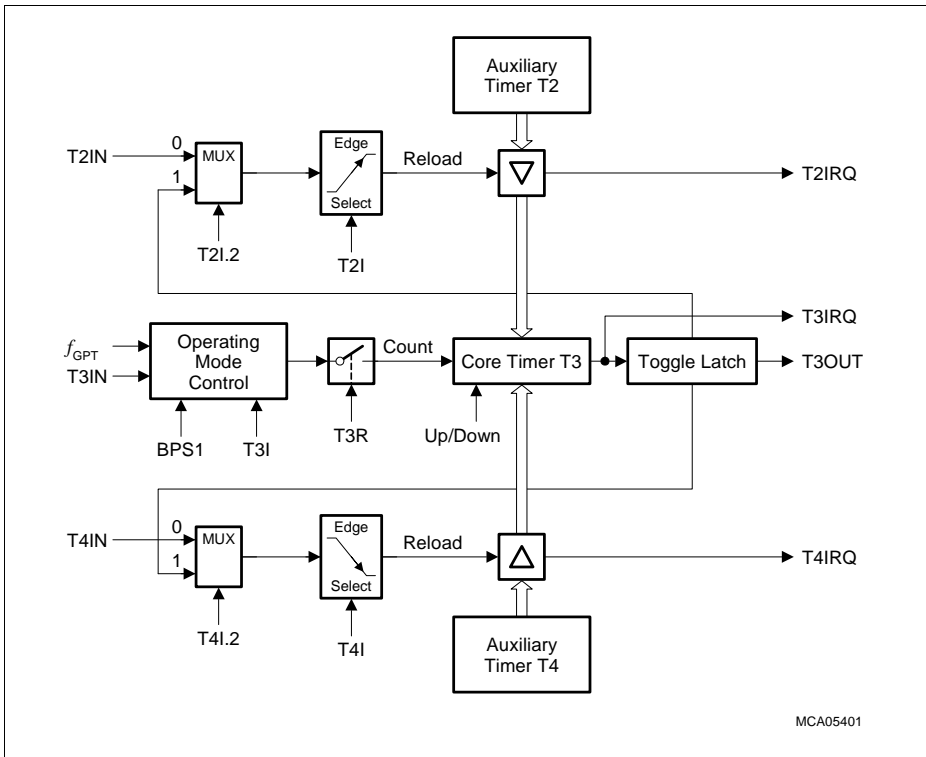 Auxiliary
Timer T2
T2IN
0
1
MUX
Edge
Select
Reload
T2IRQ
T2I.2
T2I
T3IRQ
fGPT
T3IN
Operating
Mode
Control
Count
Core Timer T3
Toggle Latch
T3OUT
BPS1
T3I
T3R
Up/Down
T4IN
0
1
MUX
Edge
Select
Reload
T4IRQ
T4I.2
T4I
Auxiliary
Timer T4
MCA05401